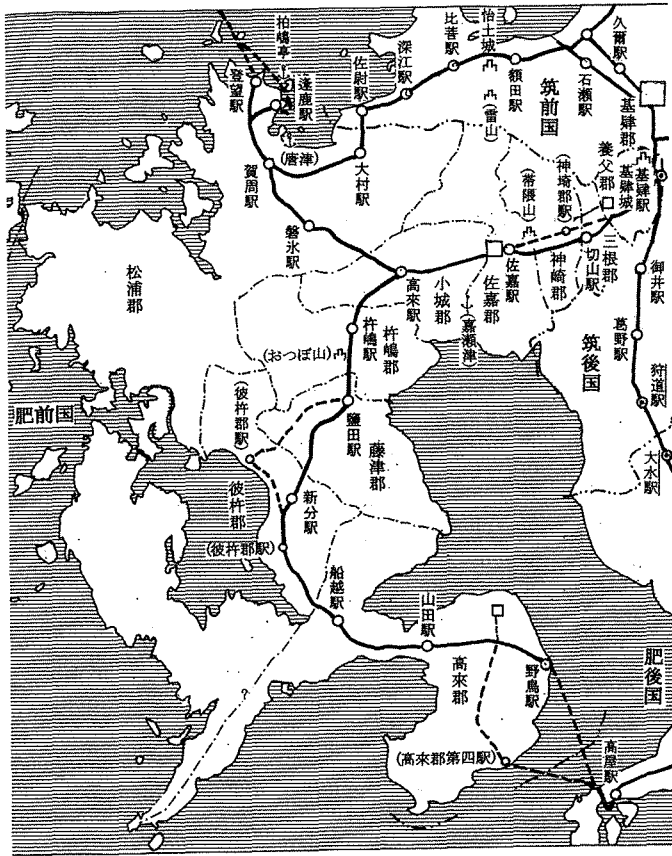 柏嶋亭
登望駅
逢鹿駅
佐尉駅
深江駅
比菩駅
怡土城
(雷山)
額田駅
筑前国
石瀬駅
久爾駅
基肄郡
基肄駅
基肄城
養父郡
三根郡
(神埼郡駅)
(帯隈山)
神埼郡
切山駅
御井駅
葛野駅
狩道駅
大水駅
筑後国
(唐津)
大村駅
賀周駅
磐氷駅
松浦郡
高來駅
小城郡
佐嘉郡
佐嘉駅
(嘉瀬津)
杵嶋駅
杵嶋郡
(おつぼ山)
肥前国
(彼杵郡駅)
鹽田駅
藤津郡
新分駅
彼杵郡
(彼杵郡駅)
船越駅
山田駅
高來郡
野鳥駅
肥後国
(高來郡第四駅)
高屋駅
?